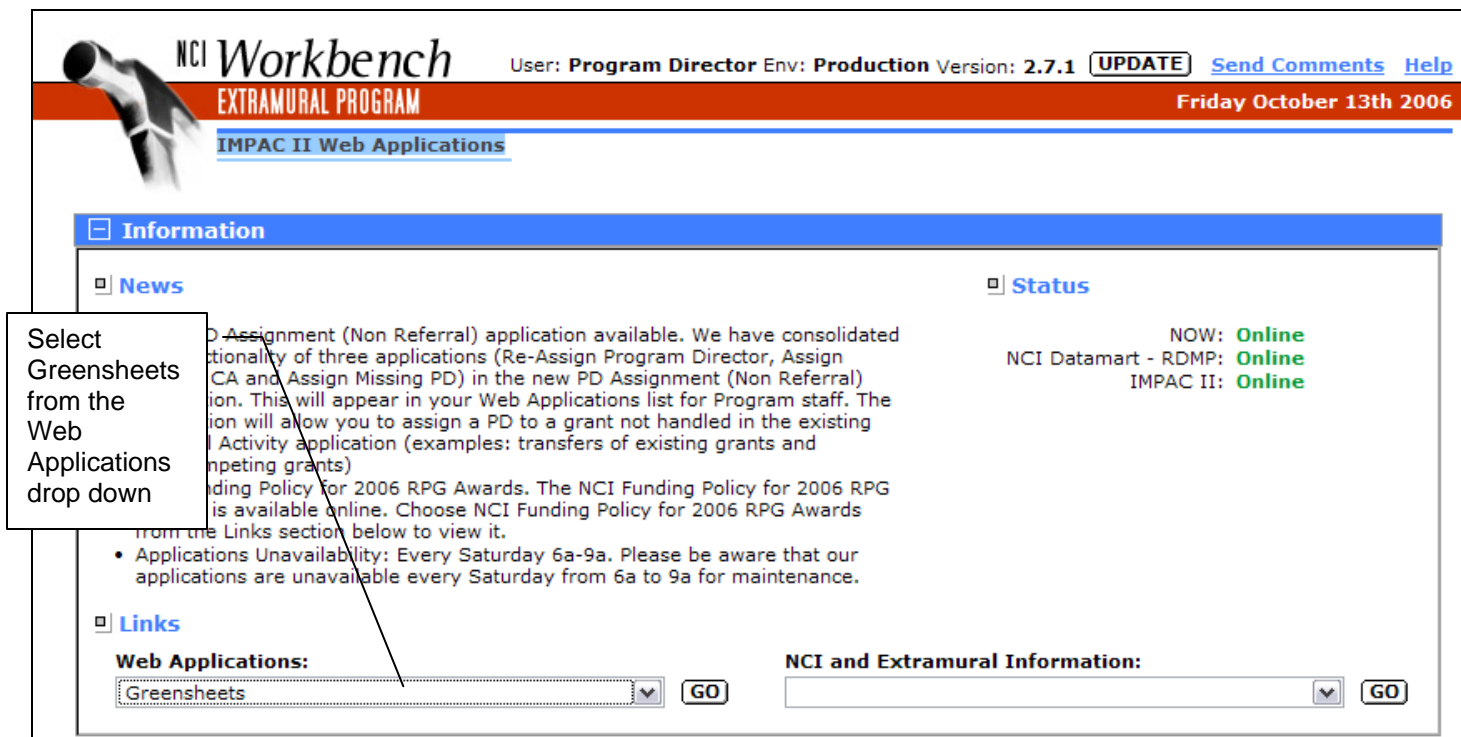 NCI Workbench
User: Program Director Env: Production Version: 2.7.1 UPDATE Send Comments Help
EXTRAMURAL PROGRAM
Friday October 13th 2006
IMPAC II Web Applications
Information
News
Status
Select
Greensheets
from the
Web
Applications
drop down
Assignment (Non Referral) application available. We have consolidated
of three applications (Re-Assign Program Director, Assign
CA and Assign Missing PD) in the new PD Assignment (Non Referral)
This will appear in your Web Applications list for Program staff. The
will allow you to assign a PD to a grant not handled in the existing
Activity application (examples: transfers of existing grants and
grants)
Policy for 2006 RPG Awards. The NCI Funding Policy for 2006 RPG
is available online. Choose NCI Funding Policy for 2006 RPG Awards
from the Links section below to view it.
• Applications Unavailability: Every Saturday 6a-9a. Please be aware that our
applications are unavailable every Saturday from 6a to 9a for maintenance.
NOW: Online
NCI Datamart - RDMP: Online
IMPAC II: Online
Links
Web Applications:
NCI and Extramural Information:
Greensheets
GO
GO